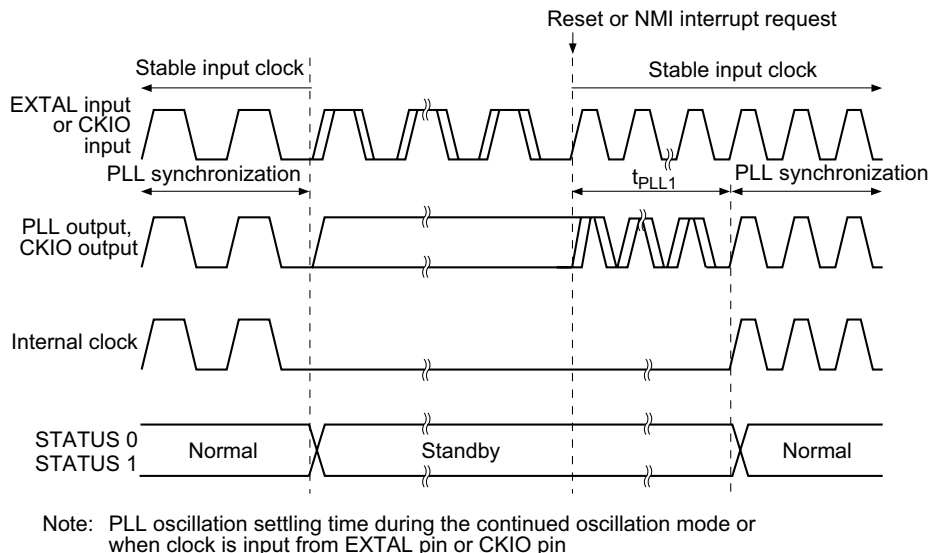 Reset or NMI interrupt request
Stable input clock
Stable input clock
EXTAL input
or CKIO
input
PLL synchronization
tPLL1
PLL synchronization
PLL output,
CKIO output
Internal clock
STATUS 0
STATUS 1
Normal
Standby
Normal
Note: PLL oscillation settling time during the continued oscillation mode or
when clock is input from EXTAL pin or CKIO pin